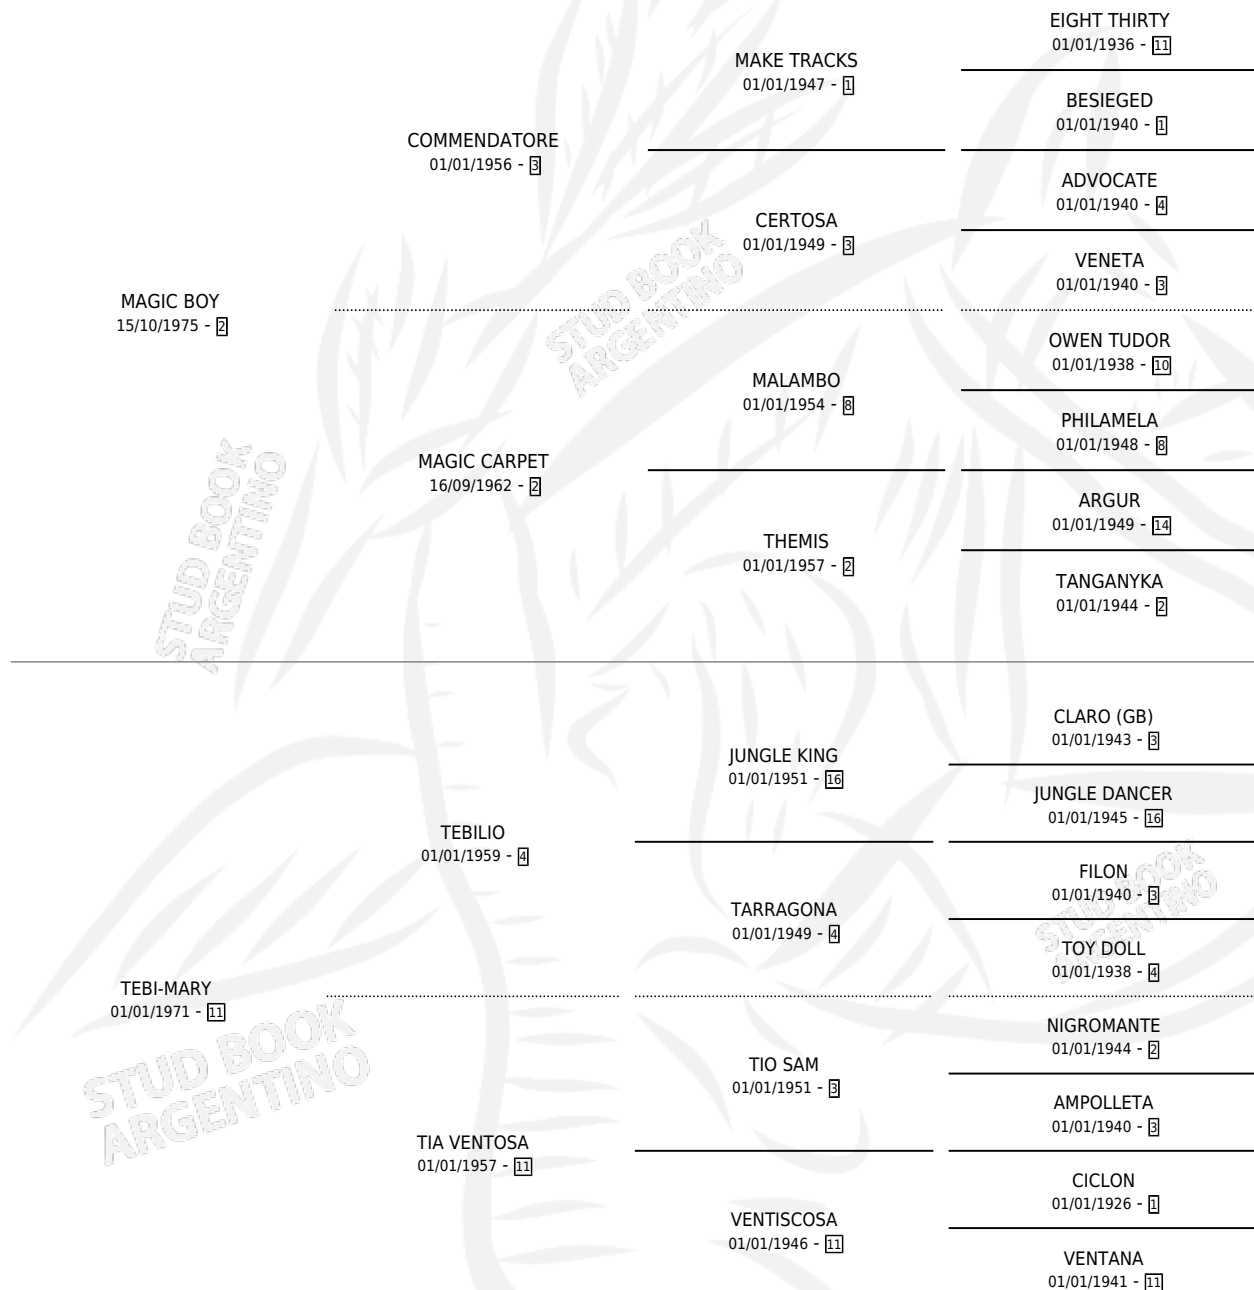 EIGHT THIRTY
01/01/1936 - 11
MAKE TRACKS
01/01/1947 - 1
BESIEGED
01/01/1940 - 1
COMMENDATORE
01/01/1956 - 3
ADVOCATE
01/01/1940 - 4
CERTOSA
01/01/1949 - 3
VENETA
01/01/1940 - 3
MAGIC BOY
15/10/1975 - 2
STUD BOOK
ARGENTINO
OWEN TUDOR
01/01/1938 - 10
MALAMBO
01/01/1954 - 8
PHILAMELA
01/01/1948 - 8
MAGIC CARPET
16/09/1962 - 2
ARGUR
01/01/1949 - 14
THEMIS
01/01/1957 - 2
TANGANYKA
01/01/1944 - 2
STUD BOOK
ARGENTINO
CLARO (GB)
01/01/1943 - 3
JUNGLE KING
01/01/1951 - 16
JUNGLE DANCER
01/01/1945 - 16
TEBILIO
01/01/1959 - 4
FILON
01/01/1940 - 3
TARRAGONA
01/01/1949 - 4
TOY DOLL
01/01/1938 - 4
STUD BOOK
ARGENTINO
TEBI-MARY
01/01/1971 - 11
NIGROMANTE
01/01/1944 - 2
TIO SAM
01/01/1951 - 3
AMPOLLETA
01/01/1940 - 3
STUD BOOK
ARGENTINO
TIA VENTOSA
01/01/1957 - 11
CICLON
01/01/1926 - 1
VENTISCOSA
01/01/1946 - 11
VENTANA
01/01/1941 - 11